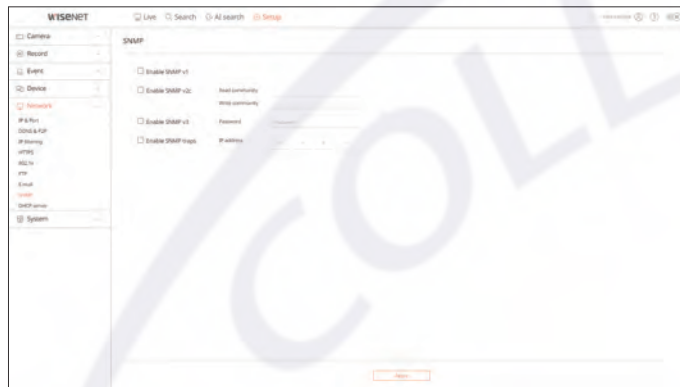 WISENET
Live Search AI search Setup
Camera
Record
Event
Device
Network
IP & Port
DDNS & P2P
IP filtering
HTTPS
802.1x
FTP
E-mail
SNMP
DHCP server
System
SNMP
Enable SNMP v1
Enable SNMP v2c Read community
Write community
Enable SNMP v3 Password
Enable SNMP traps IP address
Apply
COLL